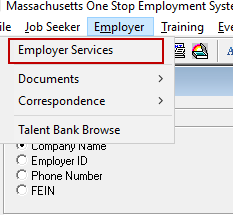 Massachusetts One Stop Employment Syste
le Job Seeker Employer Training Eve
Employer Services
Documents
Correspondence
Talent Bank Browse
Company Name
Employer ID
Phone Number
FEIN